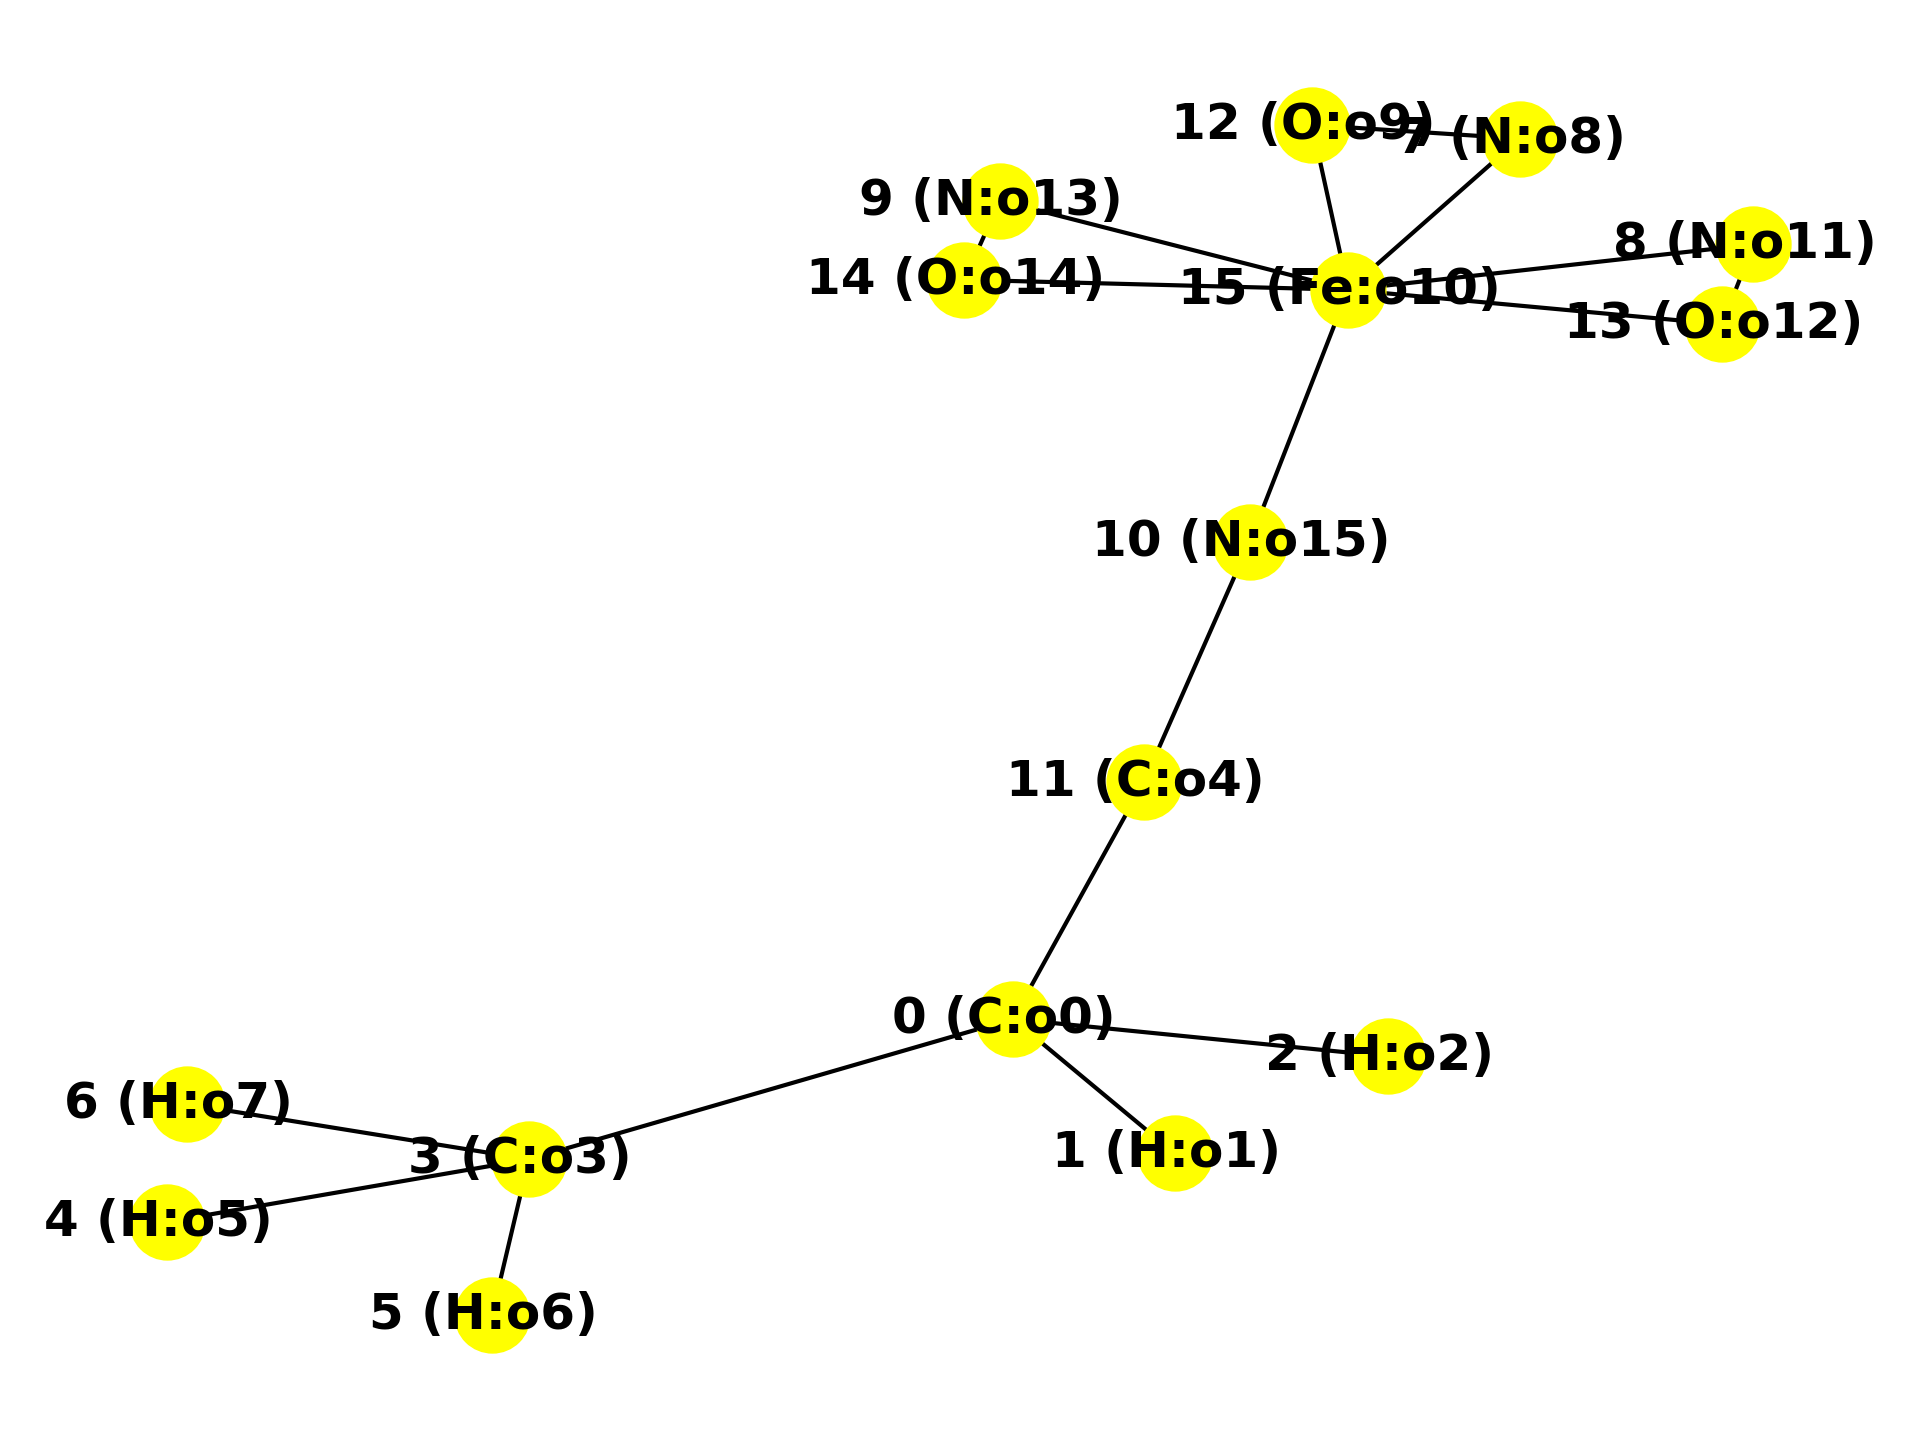 12 (O:o9)
7 (N:o8)
9 (N:o13)
8 (N:o11)
14 (O:o14)
15 (Fe:o10)
13 (O:o12)
10 (N:o15)
11 (C:o4)
0 (C:o0)
2 (H:o2)
6 (H:o7)
1 (H:o1)
3 (C:o3)
4 (H:o5)
5 (H:o6)